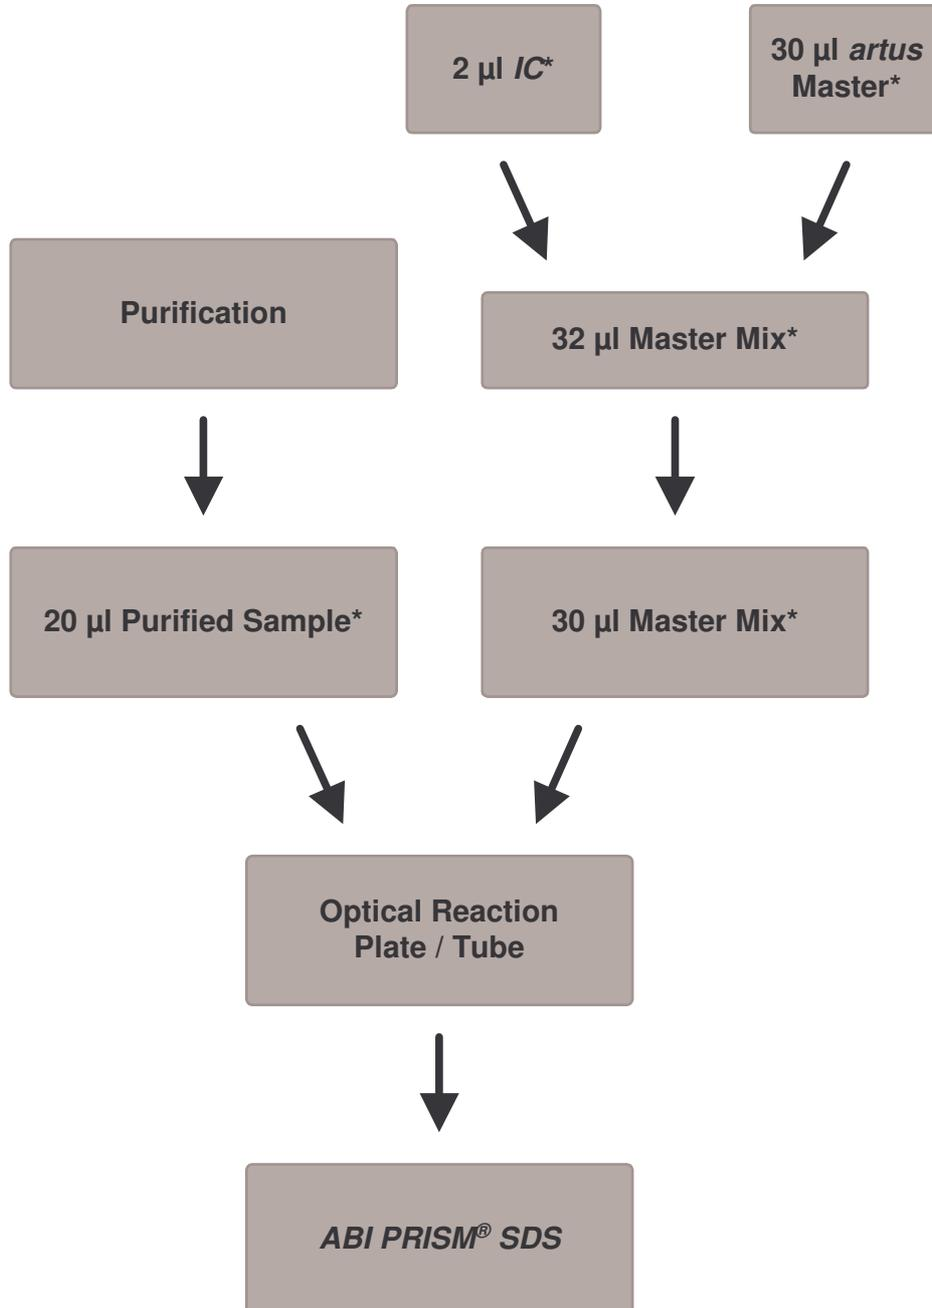 2 µl IC*
30 µl artus
Master*
Purification
32 µl Master Mix*
20 µl Purified Sample*
30 µl Master Mix*
Optical Reaction
Plate / Tube
ABI PRISM® SDS